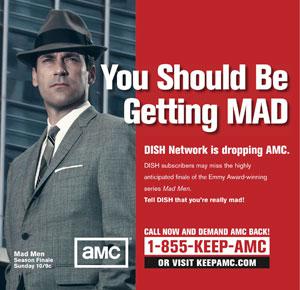 You Should Be
Getting MAD
DISH Network is dropping AMC.
DISH subscribers may miss the highly
anticipated finale of the Emmy Award-winning
series Mad Men.
Tell DISH that you're really mad!
CALL NOW AND DEMAND AMC BACK!
1-855-KEEP-AMC
OR VISIT KEEPAMC.COM
Mad Men
Season Finale
Sunday 10/9c
amc